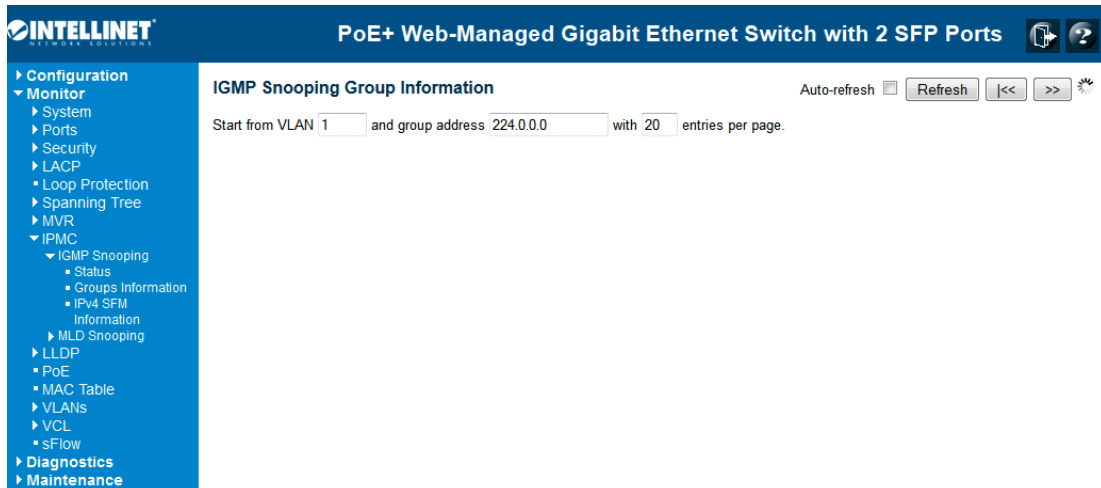 INTELLINET
NETWORK SOLUTIONS
PoE+ Web-Managed Gigabit Ethernet Switch with 2 SFP Ports
?
Configuration
Monitor
System
Ports
Security
LACP
Loop Protection
Spanning Tree
MVR
IPMC
IGMP Snooping
Status
Groups Information
IPv4 SFM
Information
MLD Snooping
LLDP
PoE
MAC Table
VLANs
VCL
sFlow
Diagnostics
Maintenance
IGMP Snooping Group Information
Auto-refresh Refresh |<< >>
Start from VLAN 1 and group address 224.0.0.0 with 20 entries per page.